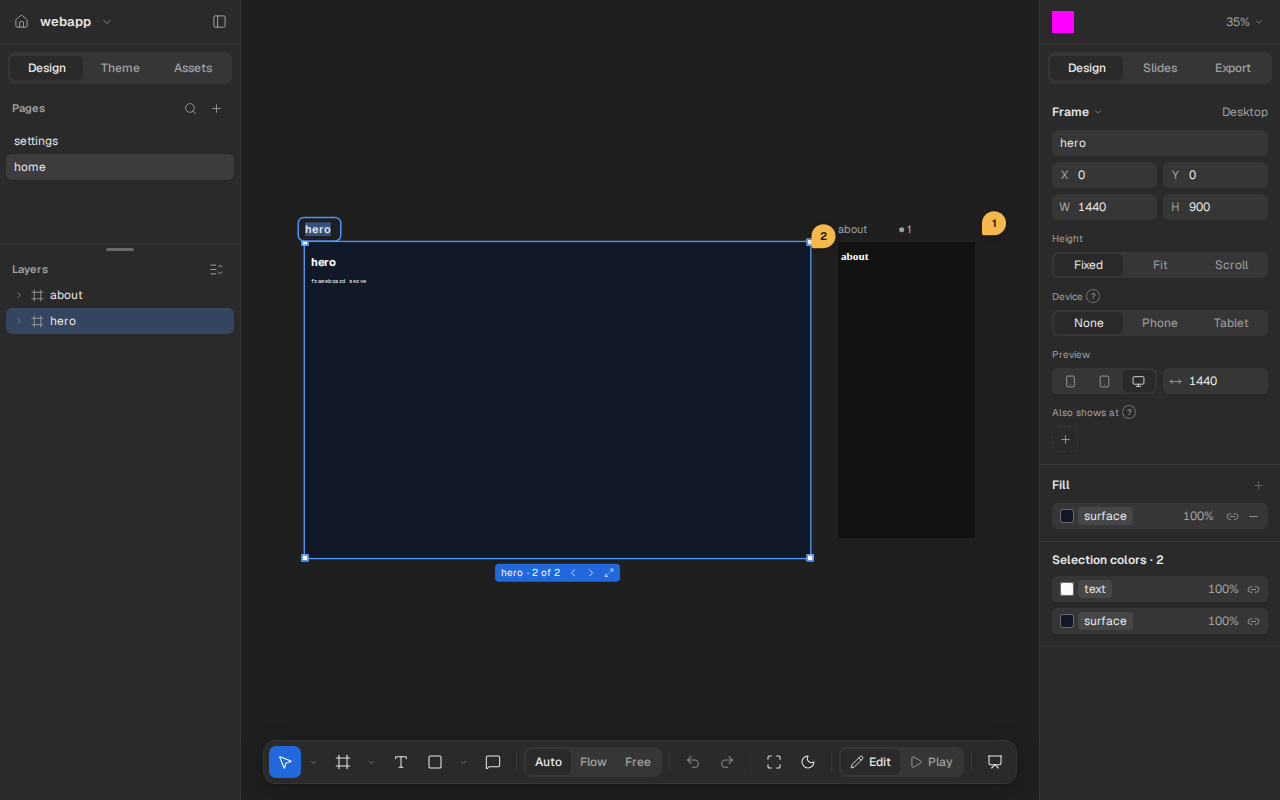 webapp
35%
Design Theme Assets
Design Slides Export
Pages
settings
home
Layers
about
hero
hero
2
about
1
1
hero
frameboard serve
about
hero · 2 of 2
Auto Flow Free
Edit Play
Frame Desktop
hero
X 0 Y 0
W 1440 H 900
Height
Fixed Fit Scroll
Device ?
None Phone Tablet
Preview
1440
Also shows at ?
Fill
surface 100%
Selection colors · 2
text 100%
surface 100%